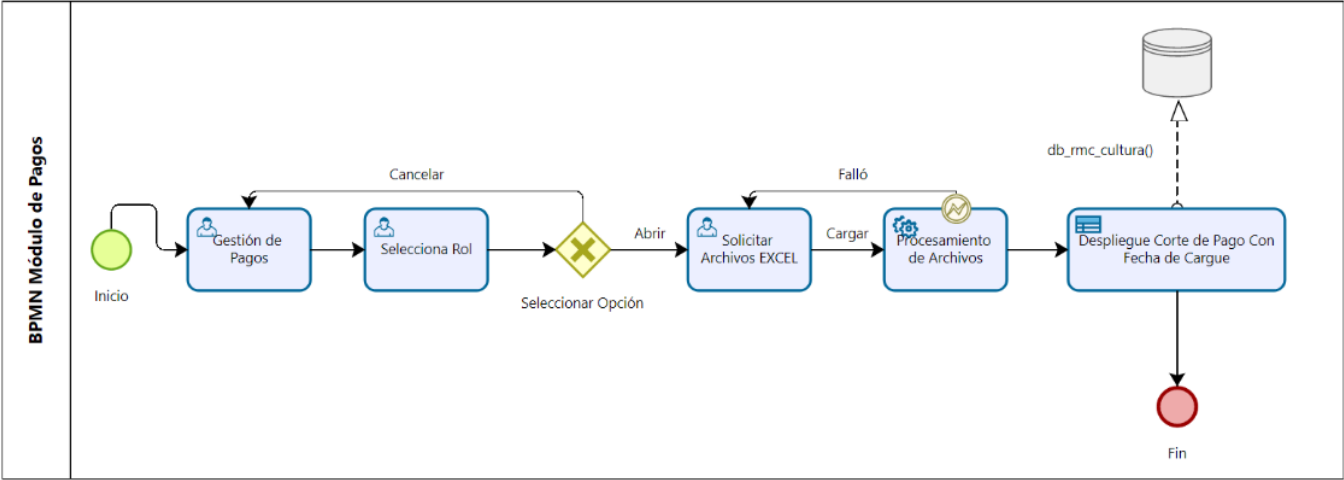 BPMN Módulo de Pagos
Inicio
Gestión de
Pagos
Cancelar
Selecciona Rol
Seleccionar Opción
Abrir
Solicitar
Archivos EXCEL
Falló
Cargar
Procesamiento
de Archivos
db_rmc_cultura()
Despliegue Corte de Pago Con
Fecha de Cargue
Fin